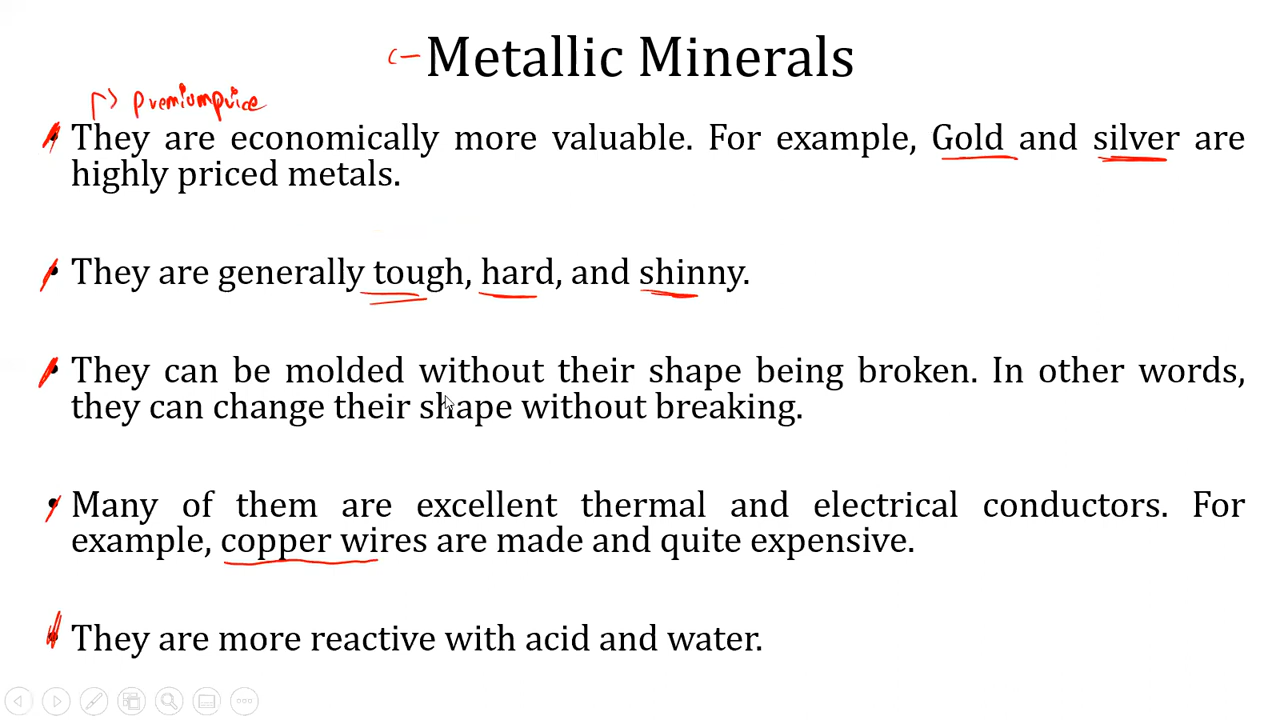 Metallic Minerals
premium price
• They are economically more valuable. For example, Gold and silver are
highly priced metals.
• They are generally tough, hard, and shinny.
• They can be molded without their shape being broken. In other words,
they can change their shape without breaking.
• Many of them are excellent thermal and electrical conductors. For
example, copper wires are made and quite expensive.
• They are more reactive with acid and water.